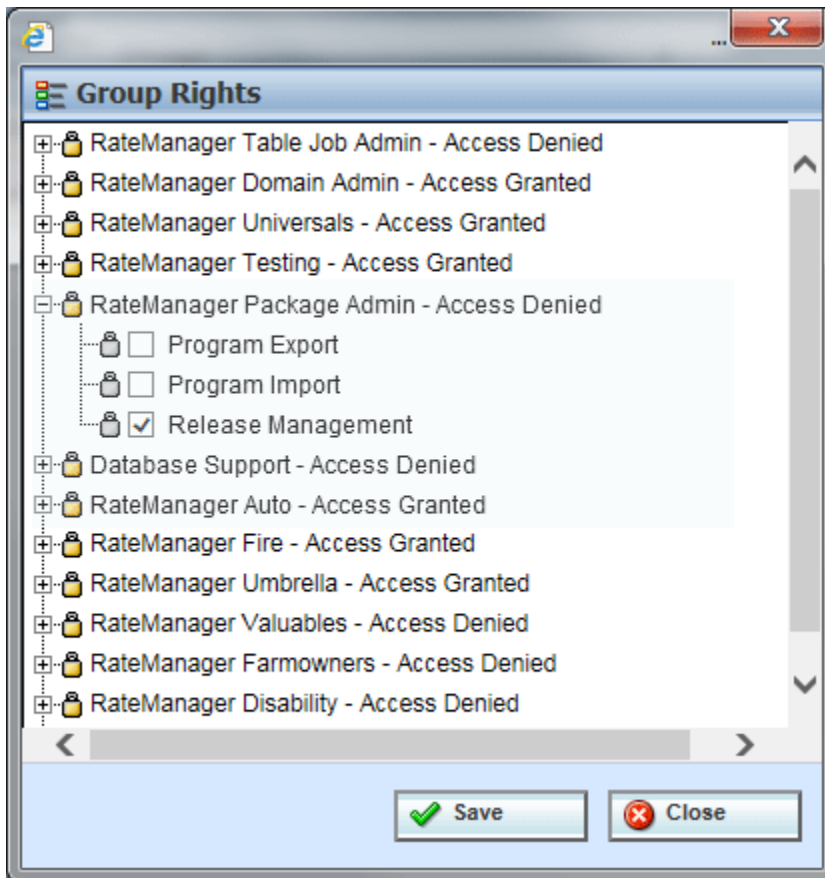 ...
Group Rights
RateManager Table Job Admin - Access Denied
RateManager Domain Admin - Access Granted
RateManager Universals - Access Granted
RateManager Testing - Access Granted
RateManager Package Admin - Access Denied
Program Export
Program Import
Release Management
Database Support - Access Denied
RateManager Auto - Access Granted
RateManager Fire - Access Granted
RateManager Umbrella - Access Granted
RateManager Valuables - Access Denied
RateManager Farmowners - Access Denied
RateManager Disability - Access Denied
Save Close